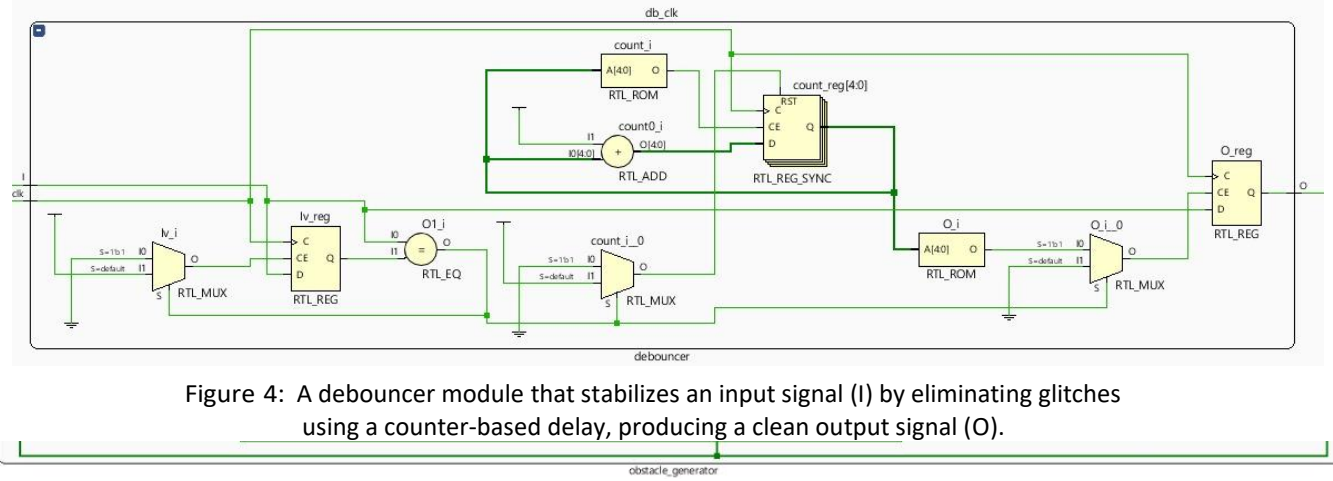 db_clk
count_i
A[4:0] O
RTL_ROM
count_reg[4:0]
RST
C
CE Q
D
RTL_REG_SYNC
count0_i
I1
I0[4:0]
+
O[4:0]
RTL_ADD
I
clk
Iv_i
S=1'b1 I0
S=default I1
O
S
RTL_MUX
Iv_reg
C
CE Q
D
RTL_REG
O1_i
I0
I1
=
O
RTL_EQ
count_i__0
S=1'b1 I0
S=default I1
O
S
RTL_MUX
O_i
A[4:0] O
RTL_ROM
O_i__0
S=1'b1 I0
S=default I1
O
S
RTL_MUX
O_reg
C
CE Q
D
RTL_REG
O
debouncer
Figure 4: A debouncer module that stabilizes an input signal (I) by eliminating glitches
using a counter-based delay, producing a clean output signal (O).
obstacle_generator